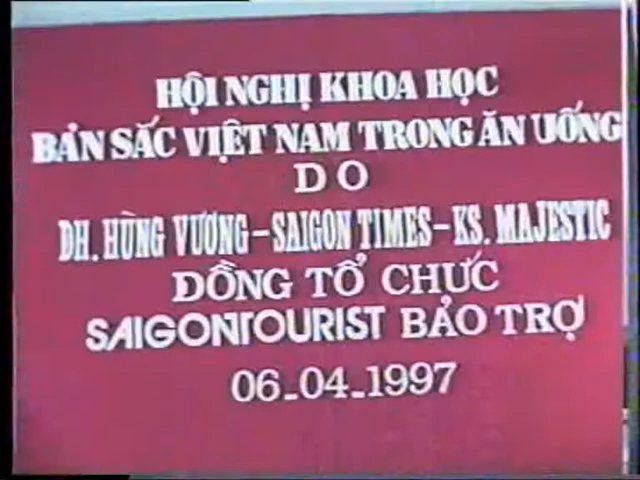 HỘI NGHỊ KHOA HỌC
BẢN SẮC VIỆT NAM TRONG ĂN UỐNG
DO
DH. HÙNG VƯƠNG - SAIGON TIMES - KS. MAJESTIC
ĐỒNG TỔ CHỨC
SAIGONTOURIST BẢO TRỢ
06-04-1997